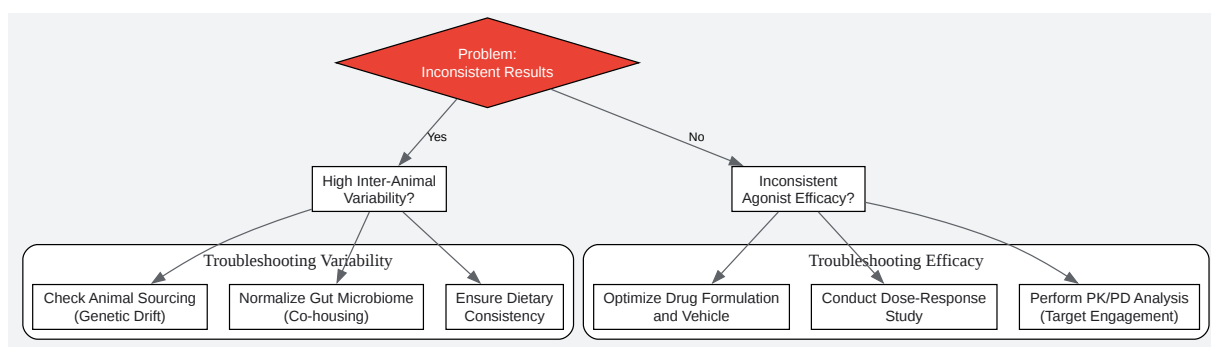 Problem:
Inconsistent Results
Yes
No
High Inter-Animal
Variability?
Inconsistent
Agonist Efficacy?
Troubleshooting Variability
Check Animal Sourcing
(Genetic Drift)
Normalize Gut Microbiome
(Co-housing)
Ensure Dietary
Consistency
Troubleshooting Efficacy
Optimize Drug Formulation
and Vehicle
Conduct Dose-Response
Study
Perform PK/PD Analysis
(Target Engagement)